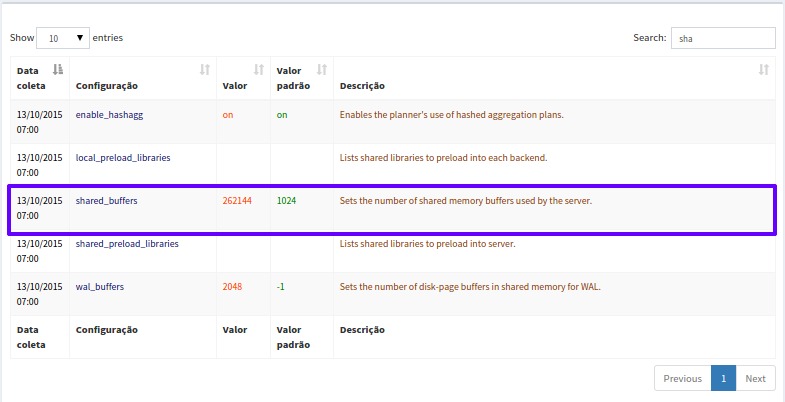 Show 10 entries Search: sha
Data coleta Configuração Valor Valor padrão Descrição
13/10/2015 07:00 enable_hashagg on on Enables the planner's use of hashed aggregation plans.
13/10/2015 07:00 local_preload_libraries Lists shared libraries to preload into each backend.
13/10/2015 07:00 shared_buffers 262144 1024 Sets the number of shared memory buffers used by the server.
13/10/2015 07:00 shared_preload_libraries Lists shared libraries to preload into server.
13/10/2015 07:00 wal_buffers 2048 -1 Sets the number of disk-page buffers in shared memory for WAL.
Data coleta Configuração Valor Valor padrão Descrição
Previous 1 Next